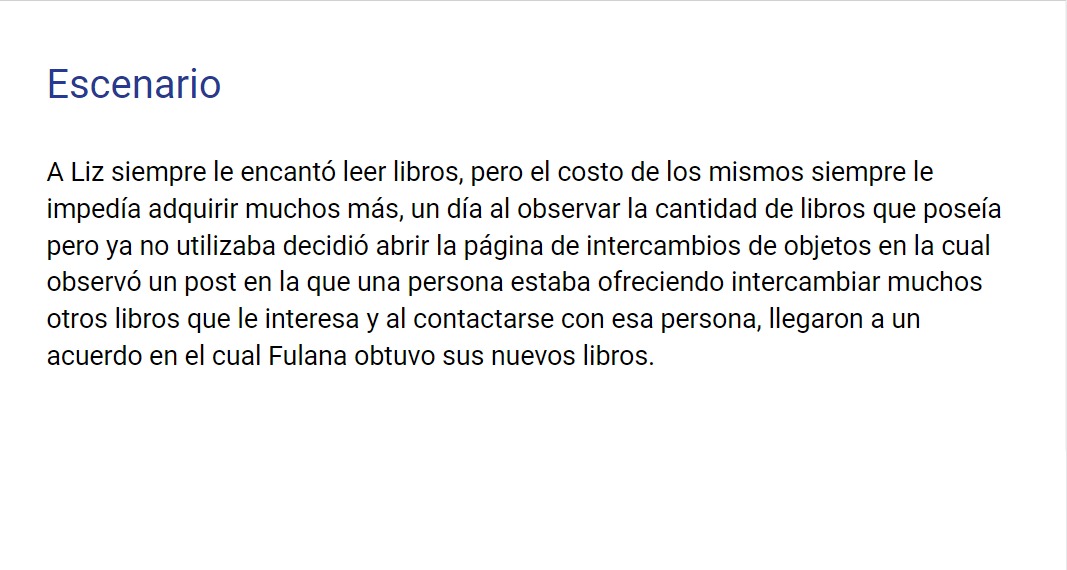 Escenario
A Liz siempre le encantó leer libros, pero el costo de los mismos siempre le
impedía adquirir muchos más, un día al observar la cantidad de libros que poseía
pero ya no utilizaba decidió abrir la página de intercambios de objetos en la cual
observó un post en la que una persona estaba ofreciendo intercambiar muchos
otros libros que le interesa y al contactarse con esa persona, llegaron a un
acuerdo en el cual Fulana obtuvo sus nuevos libros.